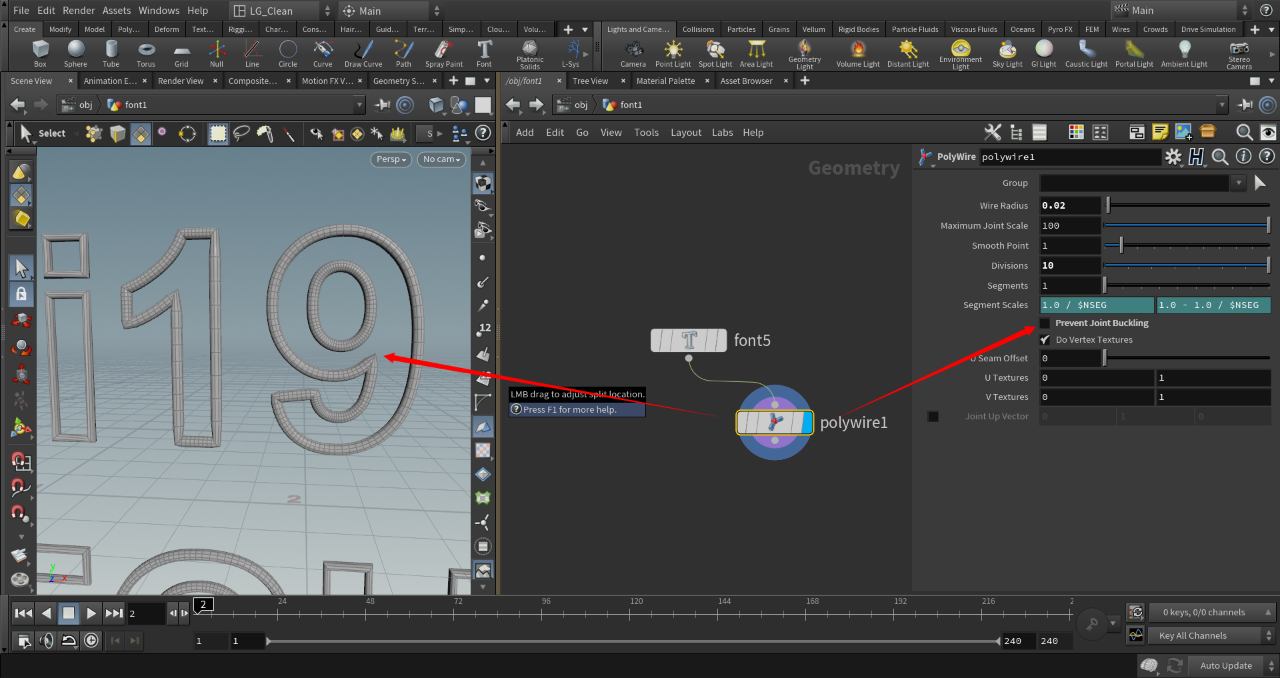 File Edit Render Assets Windows Help LG_Clean Main Main
Create Modify Model Poly... Deform Text... Riggi... Char... Cons... Hair... Guid... Terr... Simp... Clou... Volu... Lights and Came... Collisions Particles Grains Vellum Rigid Bodies Particle Fluids Viscous Fluids Oceans Pyro FX FEM Wires Crowds Drive Simulation
Box Sphere Tube Torus Grid Null Line Circle Curve Draw Curve Path Spray Paint Font Platonic Solids L-Sys Camera Point Light Spot Light Area Light Geometry Light Volume Light Distant Light Environment Light Sky Light GI Light Caustic Light Portal Light Ambient Light Stereo Camera
Scene View Animation E... Render View Composite... Motion FX V... Geometry S... /obj/font1 Tree View Material Palette Asset Browser
obj font1 obj font1
Select S Add Edit Go View Tools Layout Labs Help
Persp No cam
Geometry
PolyWire polywire1
Group
Wire Radius 0.02
Maximum Joint Scale 100
Smooth Point 1
Divisions 10
Segments 1
Segment Scales 1.0 / $NSEG 1.0 - 1.0 / $NSEG
Prevent Joint Buckling
Do Vertex Textures
U Seam Offset 0
U Textures 0 1
V Textures 0 1
Joint Up Vector 0 1 0
i19
12
2
font5
LMB drag to adjust split location.
Press F1 for more help.
polywire1
y
x
2 2 24 48 72 96 120 144 168 192 216 2
0 keys, 0/0 channels
1 1 240 240
Key All Channels
Auto Update